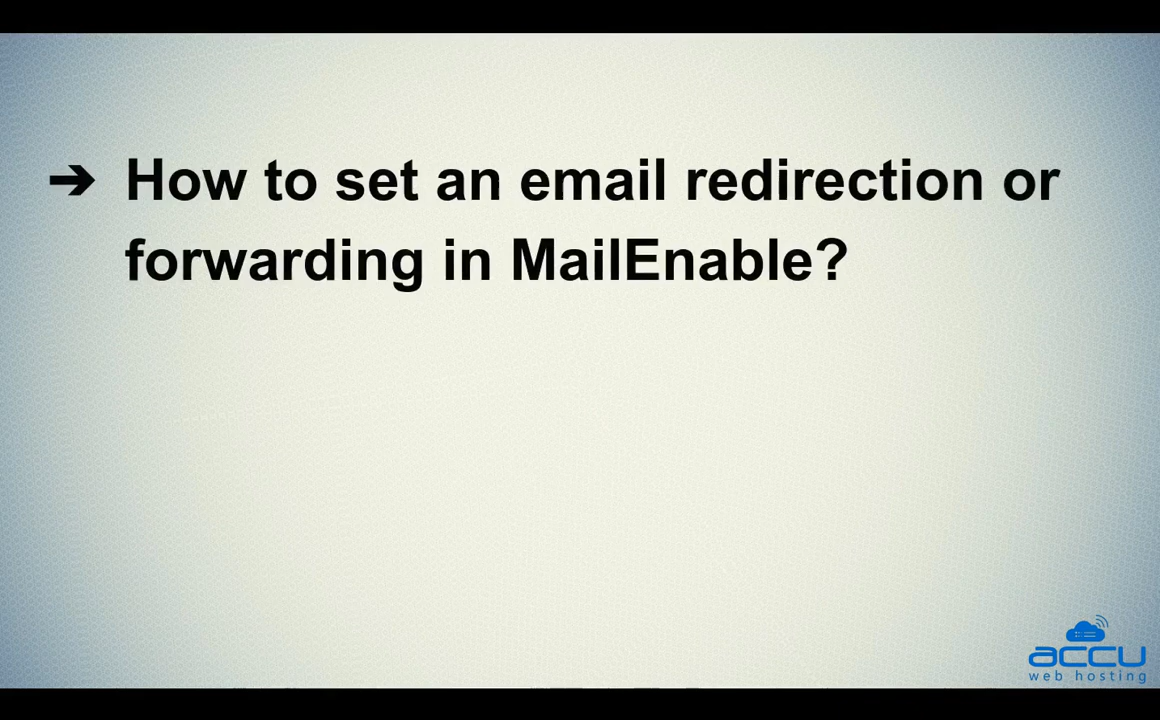 ➔ How to set an email redirection or
forwarding in MailEnable?
accu
web hosting